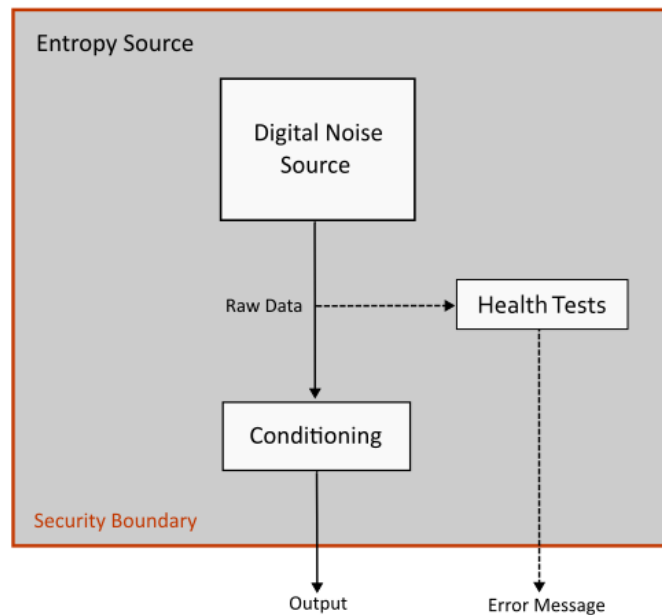 Entropy Source
Digital Noise
Source
Raw Data
Health Tests
Conditioning
Security Boundary
Output
Error Message